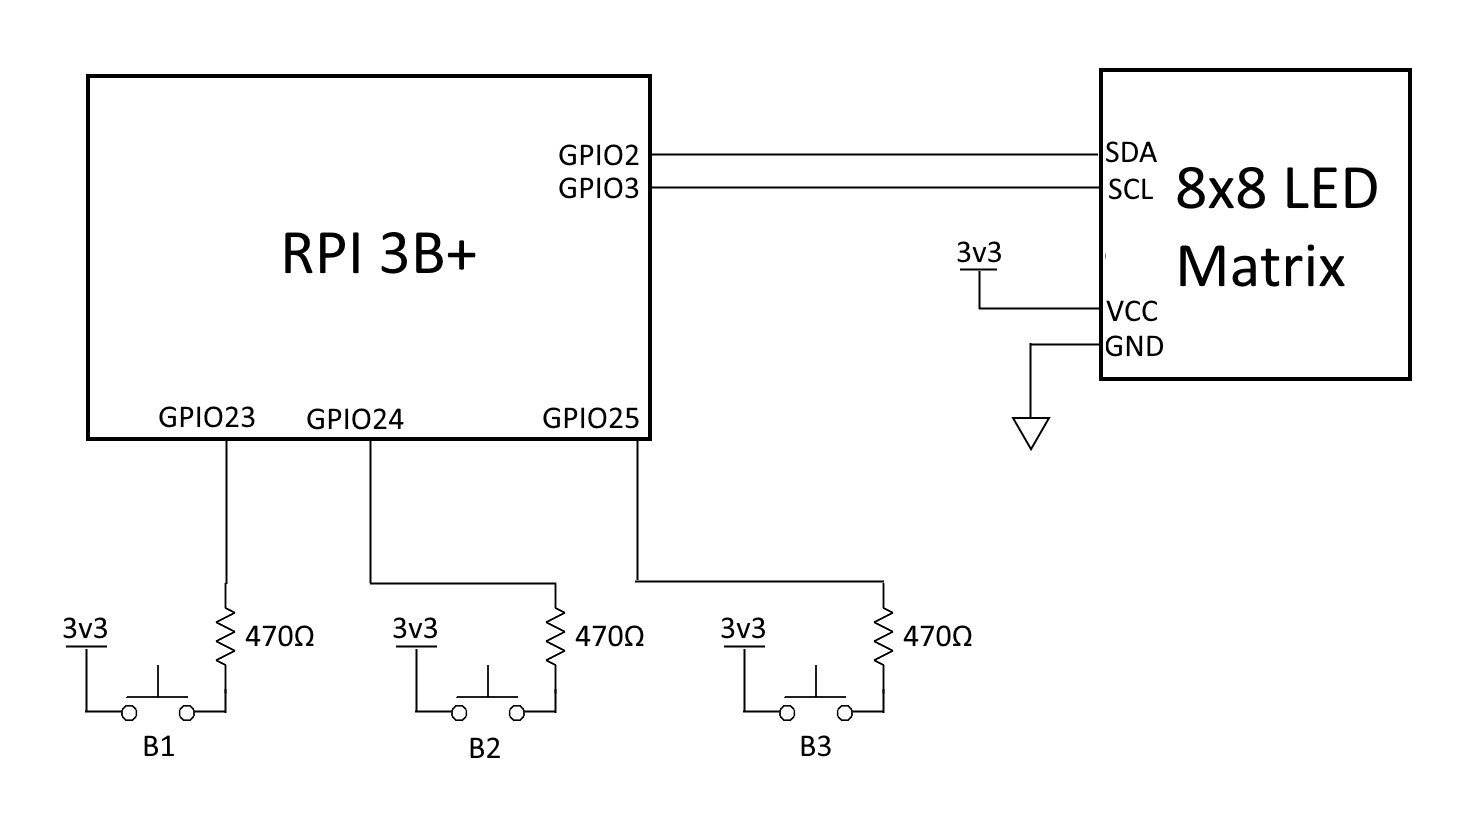 GPIO2
GPIO3
RPI 3B+
GPIO23
GPIO24
GPIO25
SDA
SCL
8x8 LED
Matrix
3v3
VCC
GND
3v3
470Ω
B1
3v3
470Ω
B2
3v3
470Ω
B3